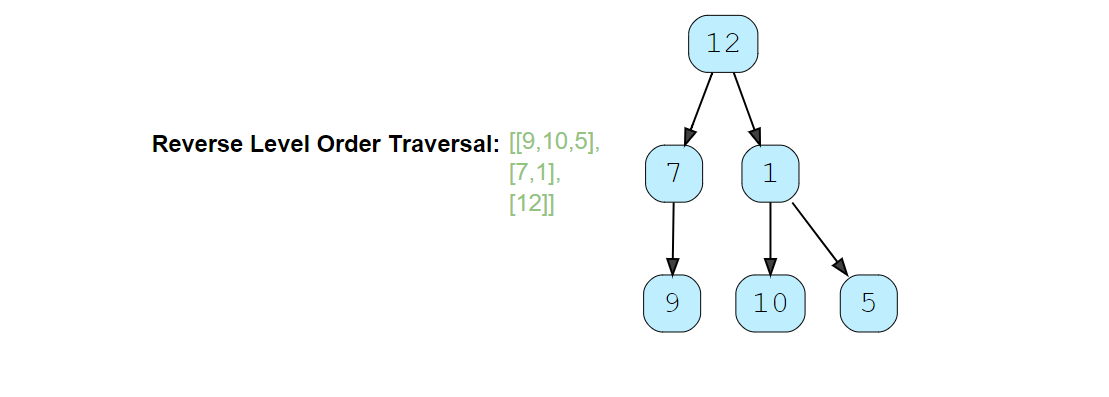 Reverse Level Order Traversal: [[9,10,5],
[7,1],
[12]]
12
7 1
9 10 5